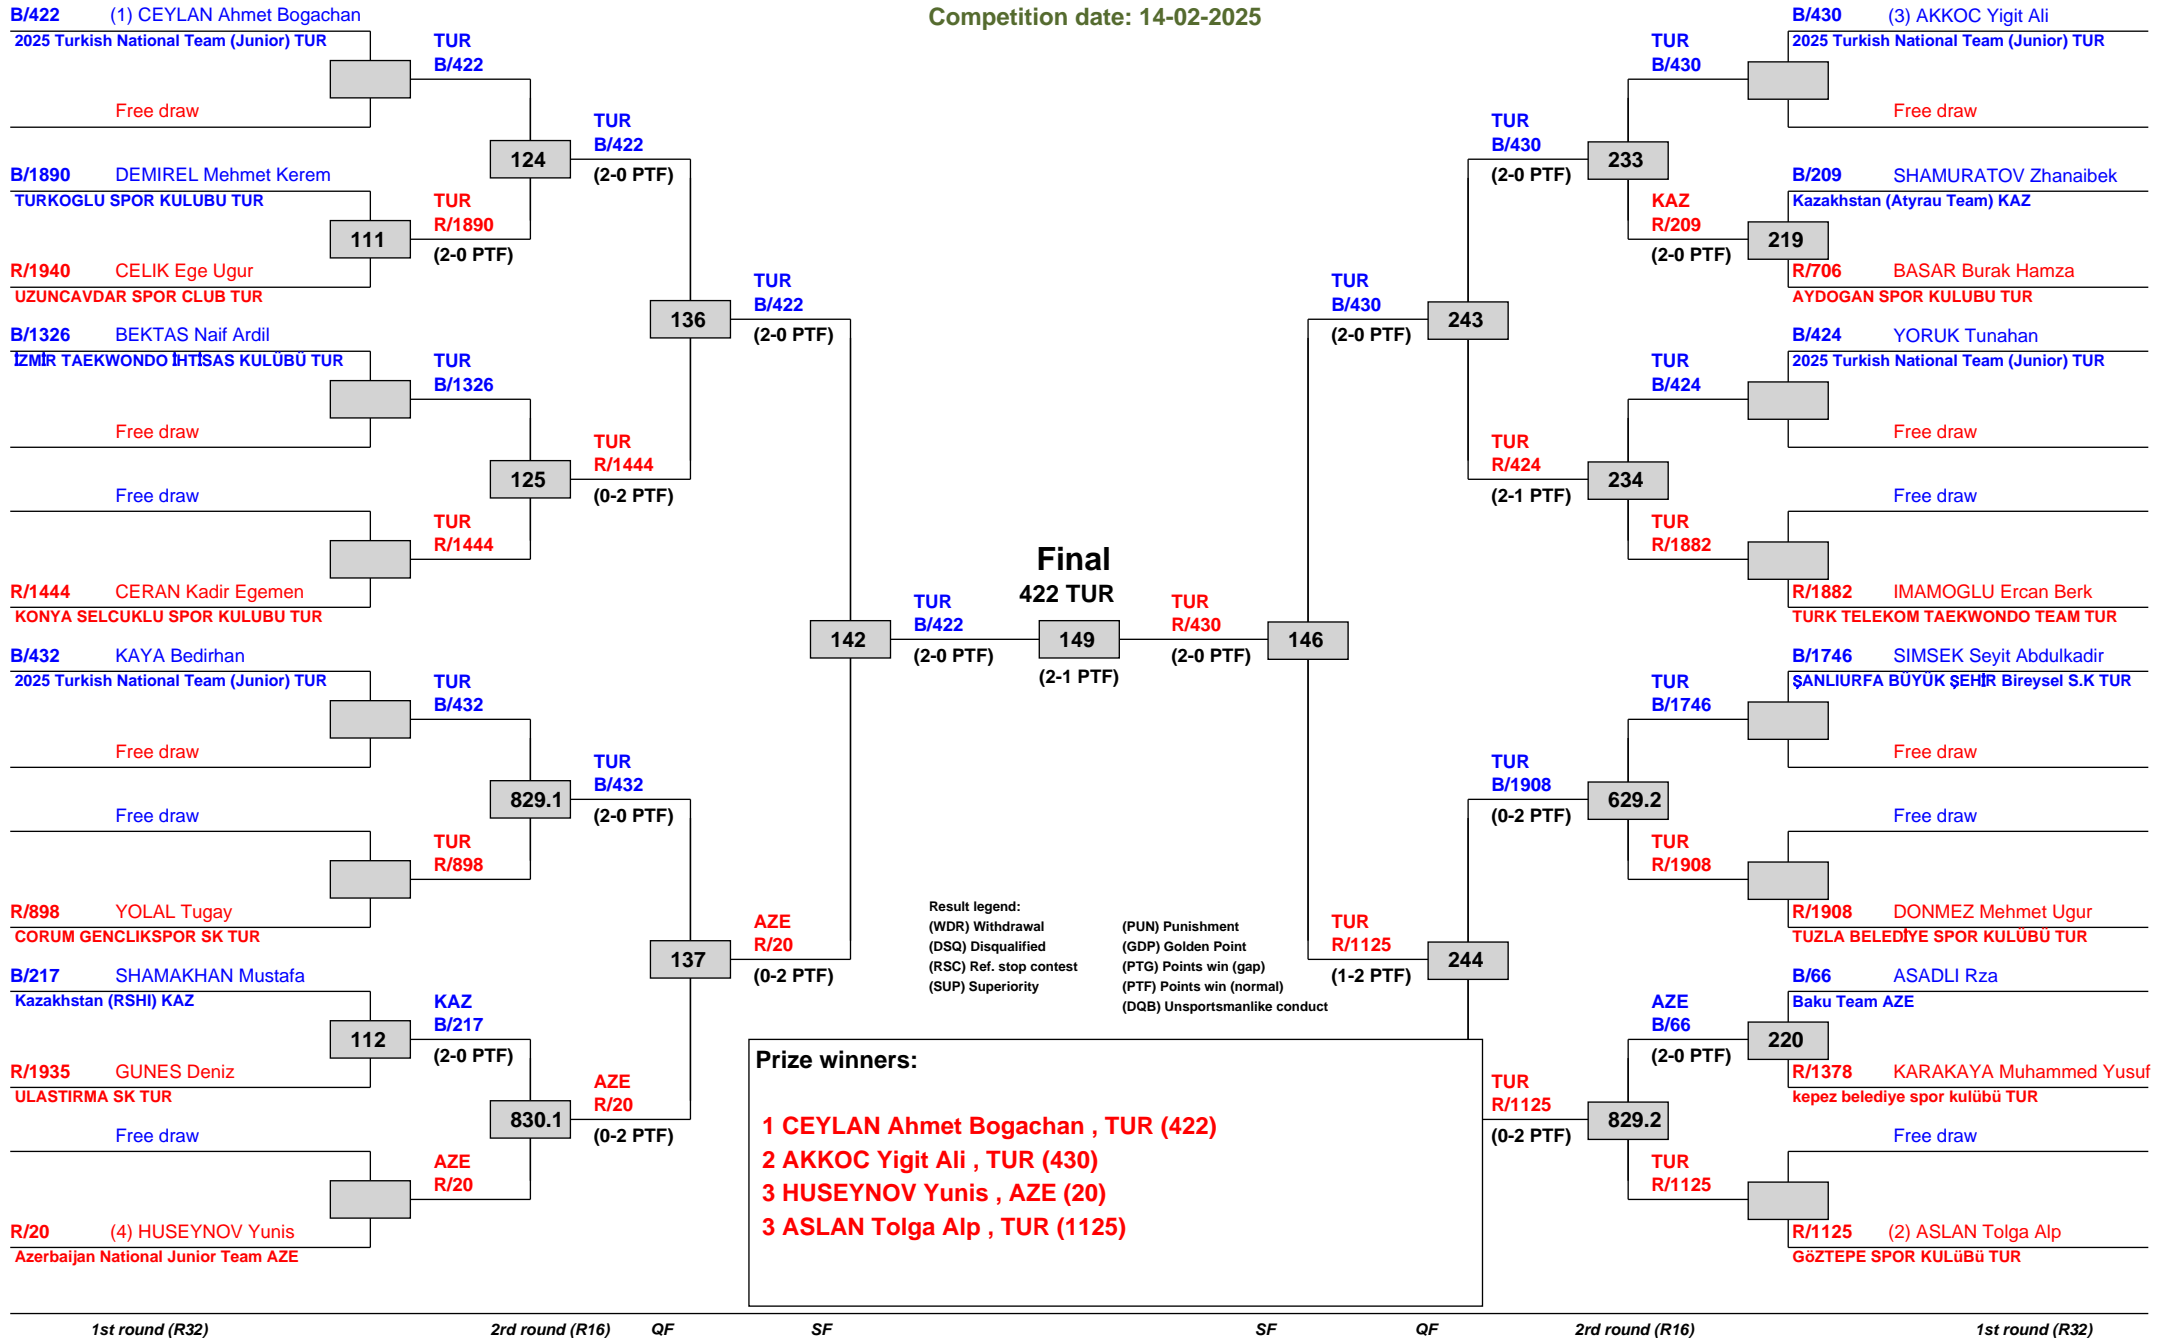 Competition date: 14-02-2025
B/422 (1) CEYLAN Ahmet Bogachan
2025 Turkish National Team (Junior) TUR
Free draw
B/1890 DEMIREL Mehmet Kerem
TURKOGLU SPOR KULUBU TUR
111
R/1940 CELIK Ege Ugur
UZUNCAVDAR SPOR CLUB TUR
B/1326 BEKTAS Naif Ardil
İZMİR TAEKWONDO İHTİSAS KULÜBÜ TUR
Free draw
Free draw
R/1444 CERAN Kadir Egemen
KONYA SELCUKLU SPOR KULUBU TUR
B/432 KAYA Bedirhan
2025 Turkish National Team (Junior) TUR
Free draw
Free draw
R/898 YOLAL Tugay
CORUM GENCLIKSPOR SK TUR
B/217 SHAMAKHAN Mustafa
Kazakhstan (RSHI) KAZ
112
R/1935 GUNES Deniz
ULASTIRMA SK TUR
Free draw
R/20 (4) HUSEYNOV Yunis
Azerbaijan National Junior Team AZE
TUR
B/422
124
TUR
R/1890
(2-0 PTF)
TUR
B/1326
125
TUR
R/1444
TUR
B/432
829.1
TUR
R/898
KAZ
B/217
(2-0 PTF)
830.1
AZE
R/20
TUR
B/422
(2-0 PTF)
136
TUR
R/1444
(0-2 PTF)
TUR
B/432
(2-0 PTF)
137
AZE
R/20
(0-2 PTF)
TUR
B/422
(2-0 PTF)
142
AZE
R/20
(0-2 PTF)
TUR
B/422
(2-0 PTF)
Final
422 TUR
149
(2-1 PTF)
TUR
R/430
(2-0 PTF)
146
TUR
B/430
(2-0 PTF)
243
TUR
R/1125
(1-2 PTF)
244
TUR
B/430
(2-0 PTF)
233
TUR
R/424
(2-1 PTF)
234
TUR
B/1908
(0-2 PTF)
629.2
TUR
R/1125
(0-2 PTF)
829.2
TUR
B/430
KAZ
R/209
(2-0 PTF)
219
TUR
B/424
TUR
R/1882
TUR
B/1746
TUR
R/1908
AZE
B/66
(2-0 PTF)
220
TUR
R/1125
B/430 (3) AKKOC Yigit Ali
2025 Turkish National Team (Junior) TUR
Free draw
B/209 SHAMURATOV Zhanaibek
Kazakhstan (Atyrau Team) KAZ
R/706 BASAR Burak Hamza
AYDOGAN SPOR KULUBU TUR
B/424 YORUK Tunahan
2025 Turkish National Team (Junior) TUR
Free draw
Free draw
R/1882 IMAMOGLU Ercan Berk
TURK TELEKOM TAEKWONDO TEAM TUR
B/1746 SIMSEK Seyit Abdulkadir
ŞANLIURFA BÜYÜK ŞEHİR Bireysel S.K TUR
Free draw
Free draw
R/1908 DONMEZ Mehmet Ugur
TUZLA BELEDİYE SPOR KULÜBÜ TUR
B/66 ASADLI Rza
Baku Team AZE
R/1378 KARAKAYA Muhammed Yusuf
kepez belediye spor kulübü TUR
Free draw
R/1125 (2) ASLAN Tolga Alp
GöZTEPE SPOR KULüBü TUR
Result legend:
(WDR) Withdrawal (PUN) Punishment
(DSQ) Disqualified (GDP) Golden Point
(RSC) Ref. stop contest (PTG) Points win (gap)
(SUP) Superiority (PTF) Points win (normal)
(DQB) Unsportsmanlike conduct
Prize winners:
1 CEYLAN Ahmet Bogachan , TUR (422)
2 AKKOC Yigit Ali , TUR (430)
3 HUSEYNOV Yunis , AZE (20)
3 ASLAN Tolga Alp , TUR (1125)
1st round (R32) 2rd round (R16) QF SF SF QF 2rd round (R16) 1st round (R32)